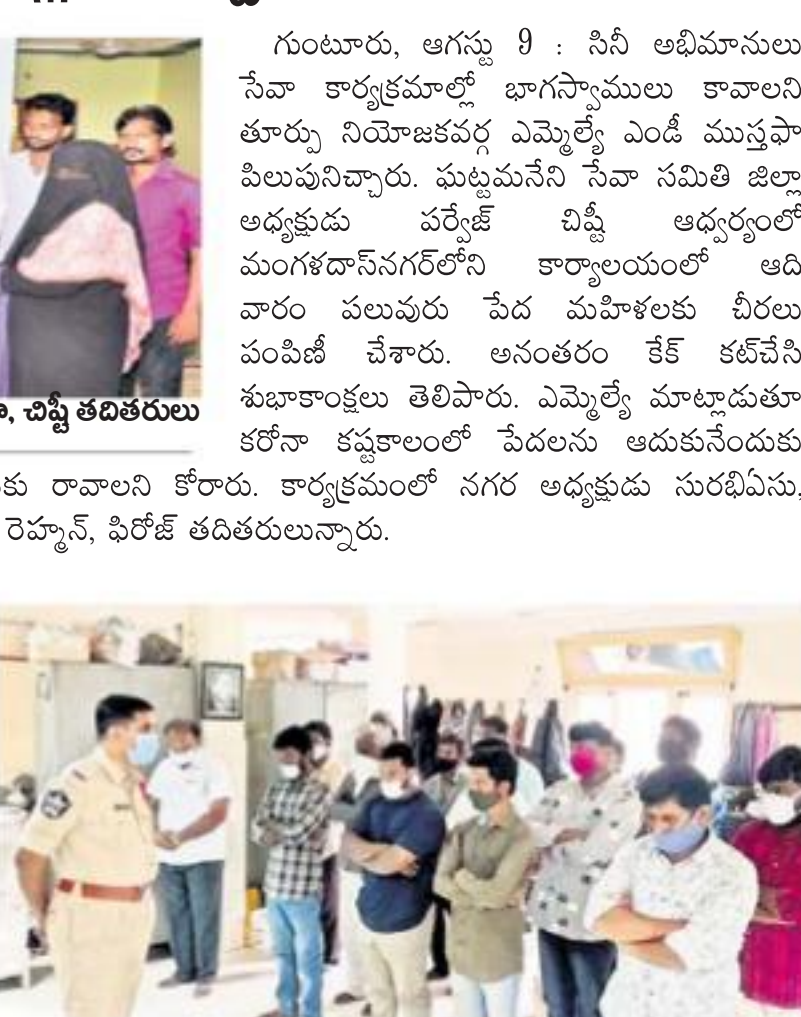 గుంటూరు, ఆగస్టు 9 : సినీ అభిమానులు
సేవా కార్యక్రమాల్లో భాగస్వాములు కావాలని
తూర్పు నియోజకవర్గ ఎమ్మెల్యే ఎండీ ముస్తఫా
పిలుపునిచ్చారు. ఘట్టమనేని సేవా సమితి జిల్లా
అధ్యక్షుడు పర్వేజ్ చిష్టీ ఆధ్వర్యంలో
మంగళదాస్‌నగర్‌లోని కార్యాలయంలో ఆది
వారం పలువురు పేద మహిళలకు చీరలు
పంపిణీ చేశారు. అనంతరం కేక్ కట్‌చేసి
శుభాకాంక్షలు తెలిపారు. ఎమ్మెల్యే మాట్లాడుతూ
కరోనా కష్టకాలంలో పేదలను ఆదుకునేందుకు
రావాలని కోరారు. కార్యక్రమంలో నగర అధ్యక్షుడు సురభిఏసు,
రెహ్మన్, ఫిరోజ్ తదితరులున్నారు.
చిష్టీ తదితరులు